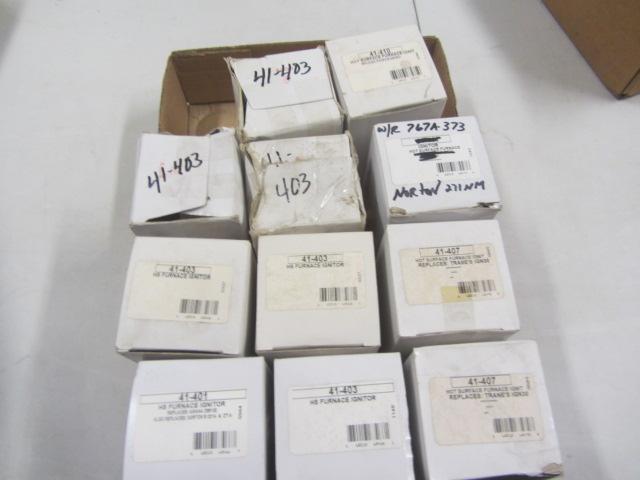 41-403
41-410
HOT SURFACE FURNACE IGNIT
41-403
11-
403
W/R 767A-373
IGNITOR
HOT SURFACE FURNACE
NORTON 271NM
41-403
HS FURNACE IGNITOR
41-403
HS FURNACE IGNITOR
41-407
HOT SURFACE FURNACE IGNIT
REPLACES: TRANE'S IGN30
41-401
HS FURNACE IGNITOR
41-403
HS FURNACE IGNITOR
41-407
HOT SURFACE FURNACE IGNIT
REPLACES: TRANE'S IGN30